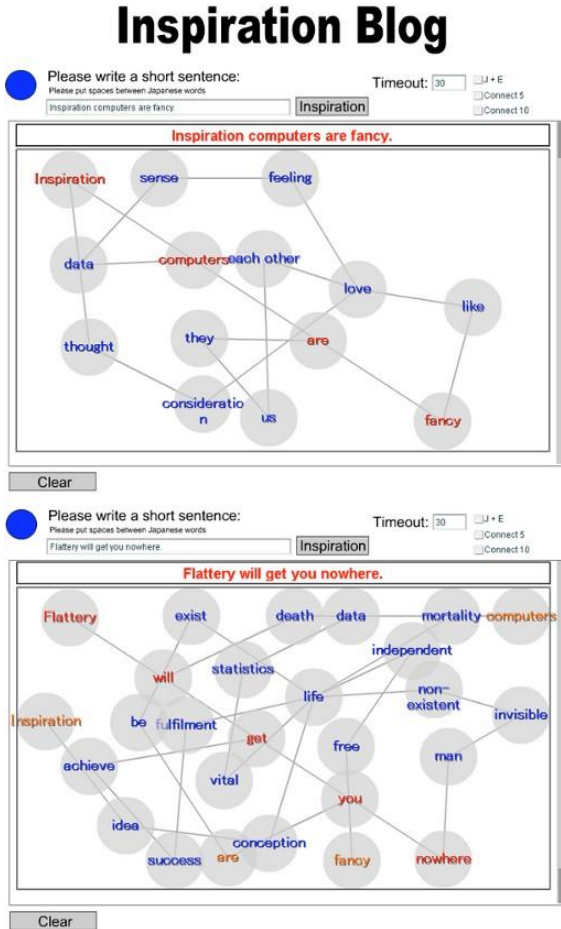 Inspiration Blog
Please write a short sentence:
Please put spaces between Japanese words
Inspiration computers are fancy.
Inspiration
Timeout: 30
J + E
Connect 5
Connect 10
Inspiration computers are fancy.
Inspiration
sense
feeling
data
computers
each other
love
like
thought
they
are
consideratio
n
us
fancy
Clear
Please write a short sentence:
Please put spaces between Japanese words
Flattery will get you nowhere.
Inspiration
Timeout: 30
J + E
Connect 5
Connect 10
Flattery will get you nowhere.
Flattery
exist
death
data
mortality
computers
independent
statistics
will
life
non-
existent
invisible
Inspiration
be
fulfilment
get
free
man
achieve
vital
you
idea
conception
success
are
fancy
nowhere
Clear